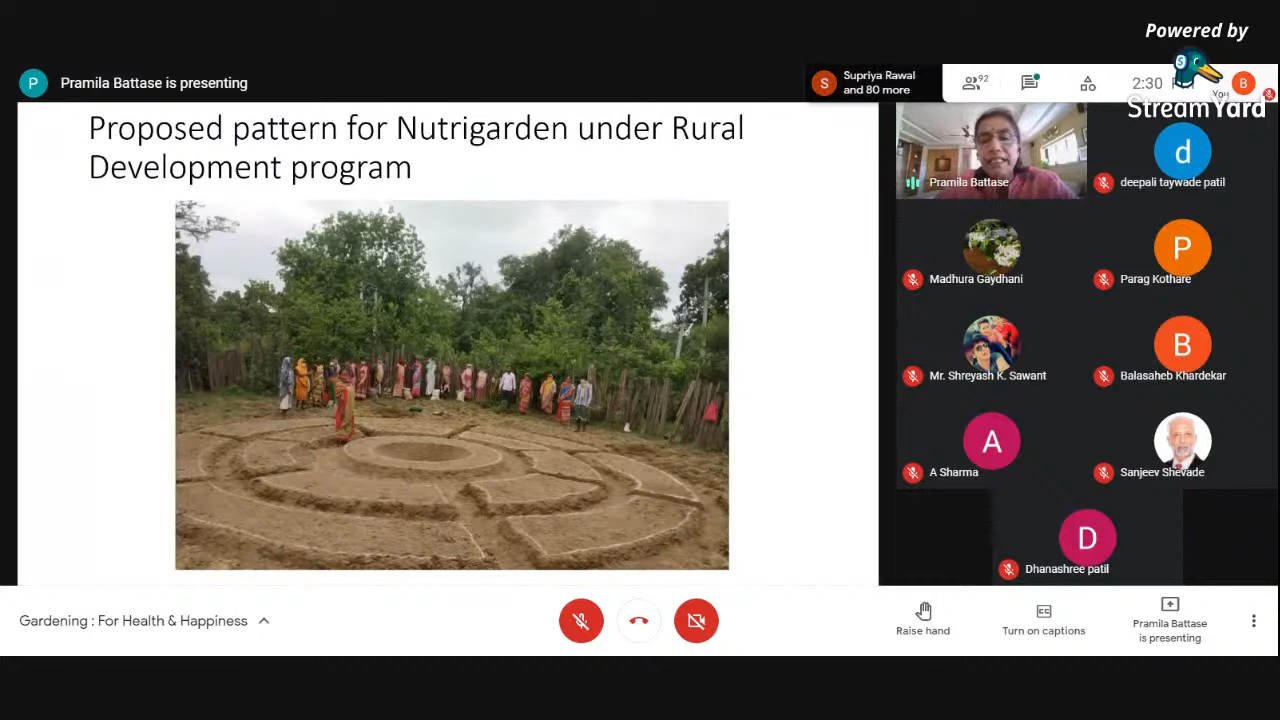 Powered by
StreamYard
P
Pramila Battase is presenting
S
Supriya Rawal
and 80 more
92
2:30
You
B
Proposed pattern for Nutrigarden under Rural
Development program
Pramila Battase
d
deepali taywade patil
Madhura Gaydhani
P
Parag Kothare
Mr. Shreyash K. Sawant
B
Balasaheb Khardekar
A
A Sharma
Sanjeev Shevade
D
Dhanashree patil
Gardening : For Health & Happiness
Raise hand
Turn on captions
Pramila Battase
is presenting